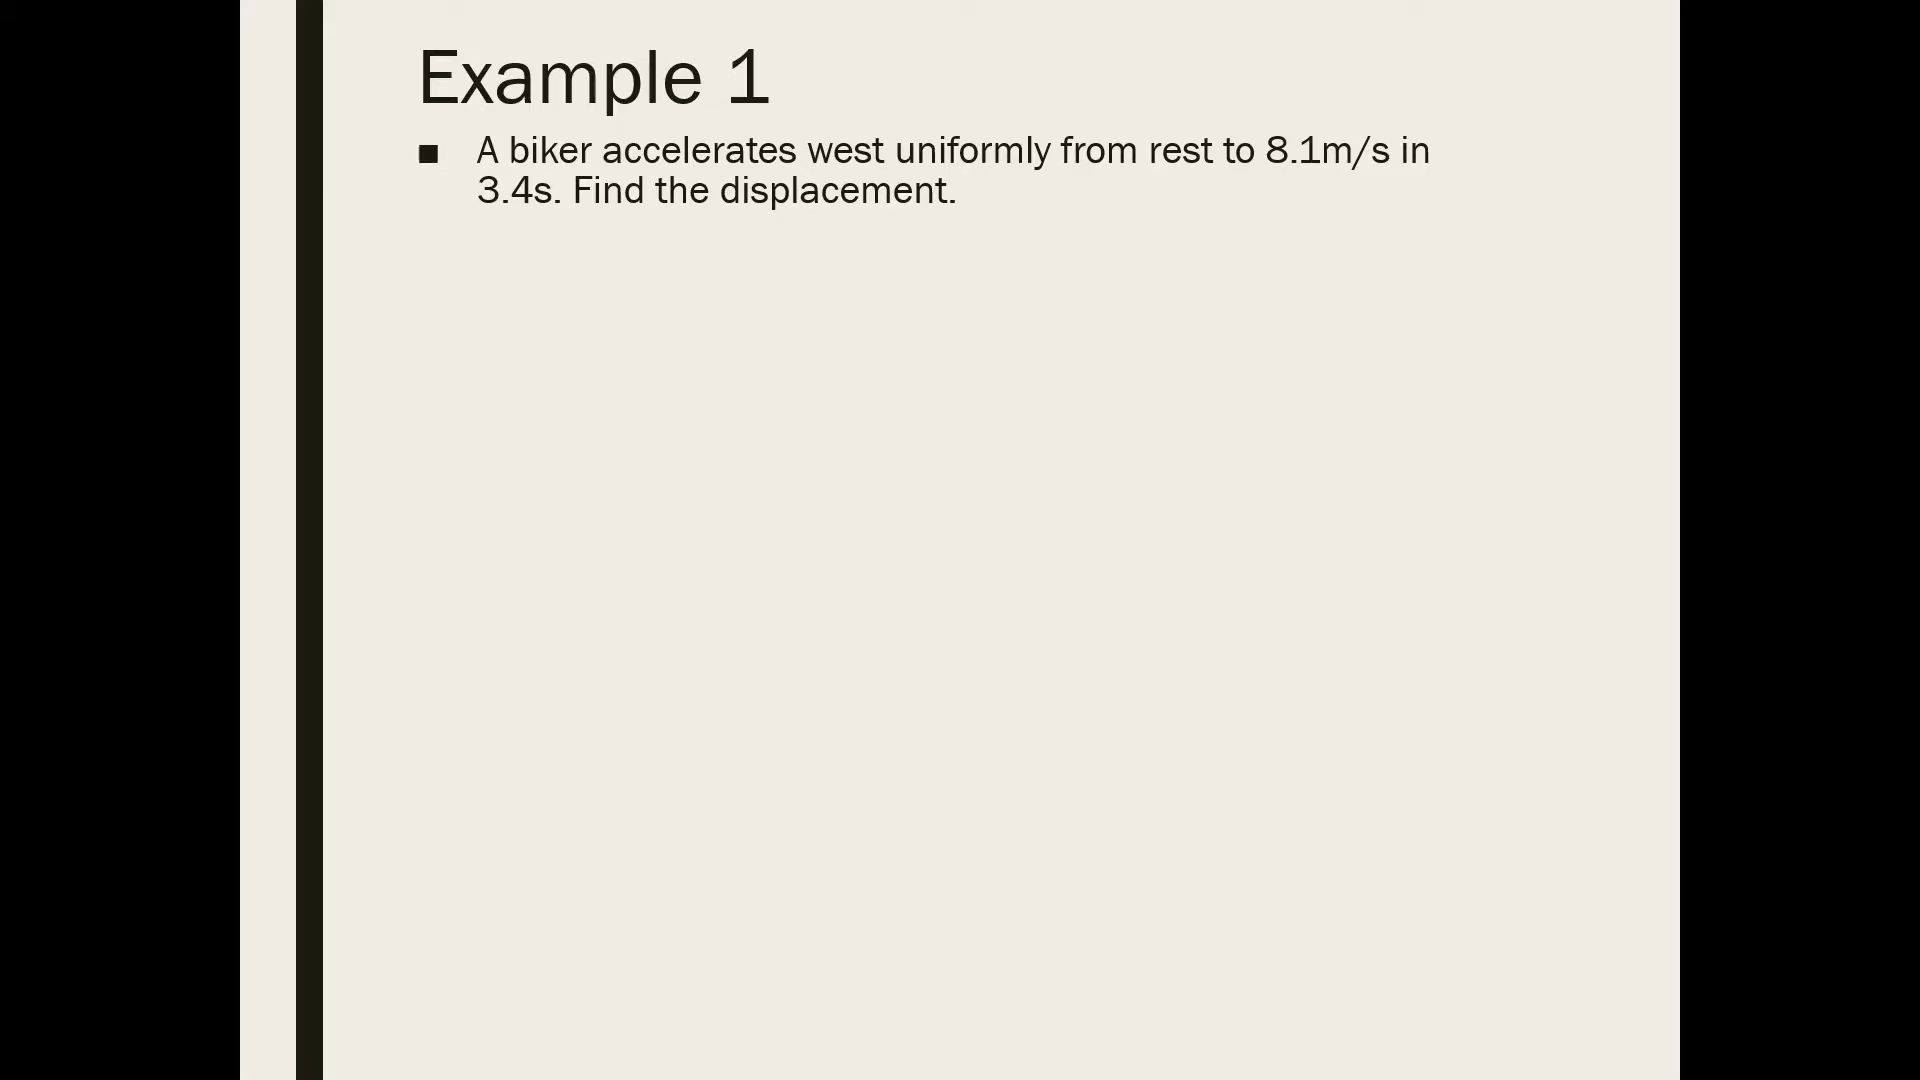 Example 1
■ A biker accelerates west uniformly from rest to 8.1m/s in
3.4s. Find the displacement.